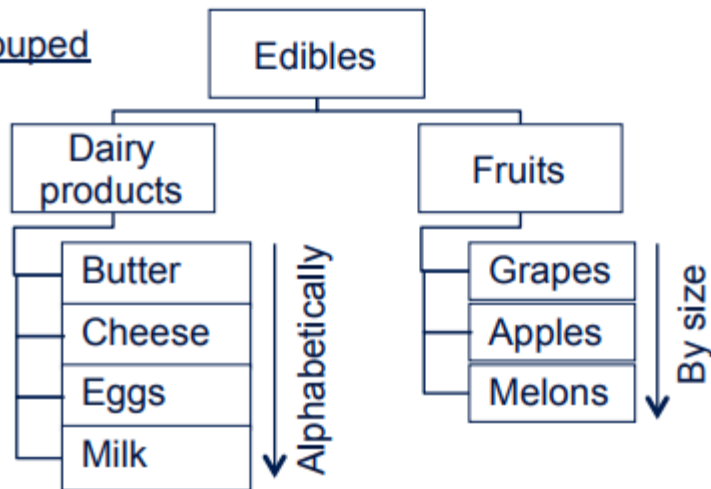 ouped
Edibles
Dairy
products
Fruits
Butter
Cheese
Eggs
Milk
Alphabetically
Grapes
Apples
Melons
By size